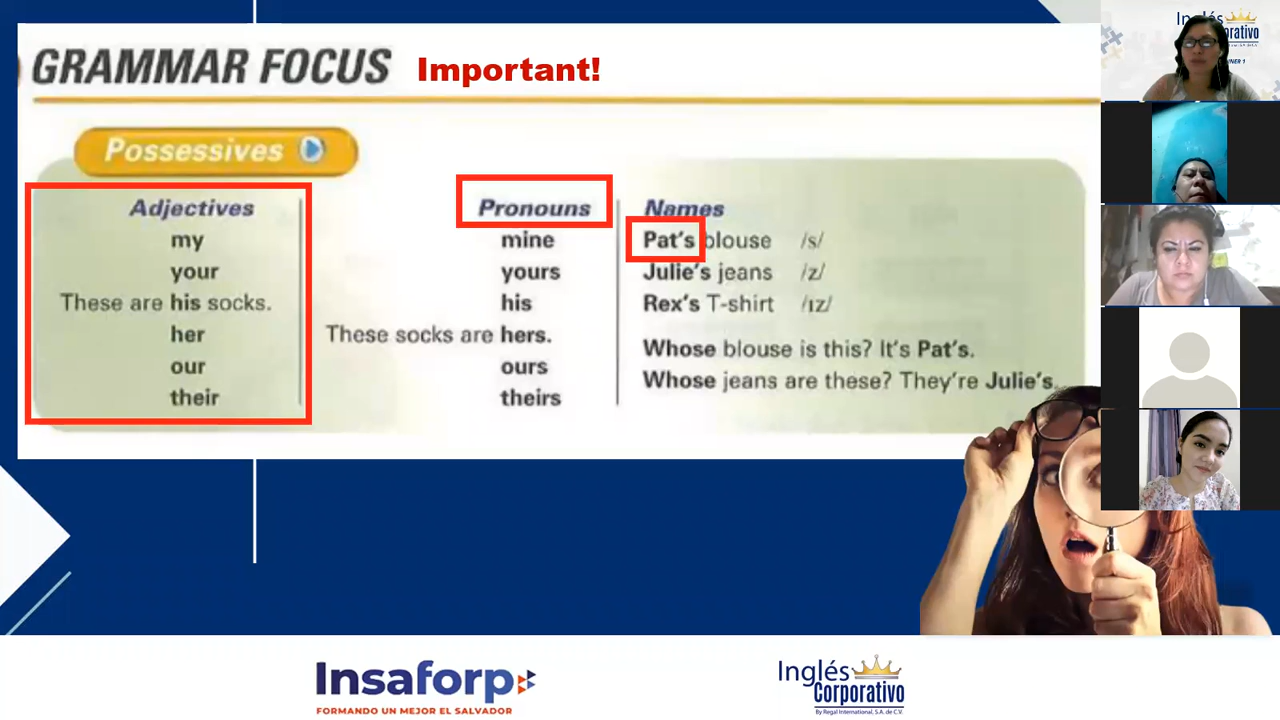 GRAMMAR FOCUS Important!
Possessives
Adjectives Pronouns Names
my mine Pat's blouse /s/
your yours Julie's jeans /z/
These are his socks. his Rex's T-shirt /ɪz/
her These socks are hers.
Whose blouse is this? It's Pat's.
our ours
Whose jeans are these? They're Julie's.
their theirs
Insaforp
FORMANDO UN MEJOR EL SALVADOR
Inglés
Corporativo
By Regal International, S.A. de C.V.